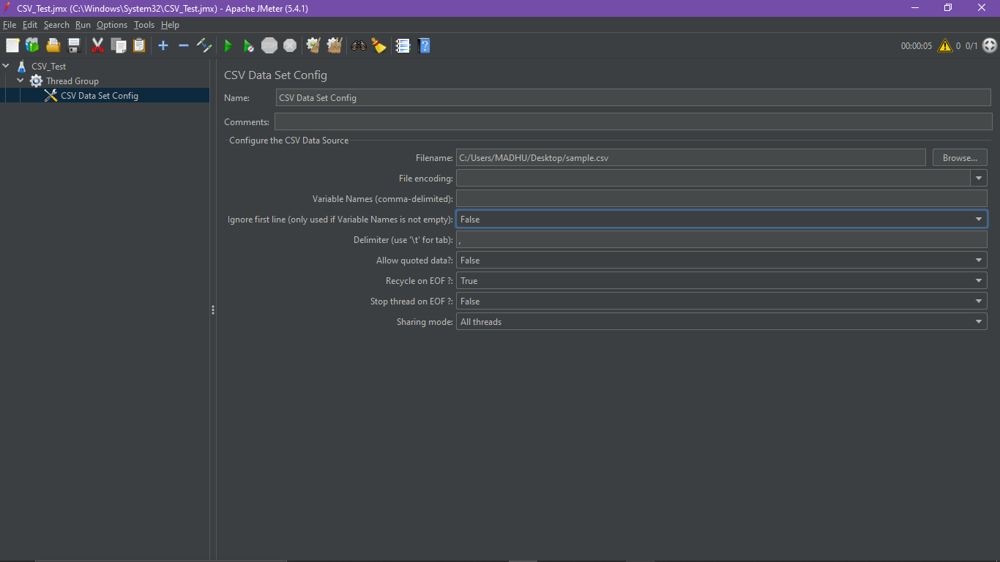 CSV_Test.jmx (C:\Windows\System32\CSV_Test.jmx) - Apache JMeter (5.4.1)
File Edit Search Run Options Tools Help
STOP 00:00:05 0 0/1
CSV_Test
Thread Group
CSV Data Set Config
CSV Data Set Config
Name: CSV Data Set Config
Comments:
Configure the CSV Data Source
Filename: C:/Users/MADHU/Desktop/sample.csv Browse...
File encoding:
Variable Names (comma-delimited):
Ignore first line (only used if Variable Names is not empty): False
Delimiter (use '\t' for tab): ,
Allow quoted data?: False
Recycle on EOF ?: True
Stop thread on EOF ?: False
Sharing mode: All threads